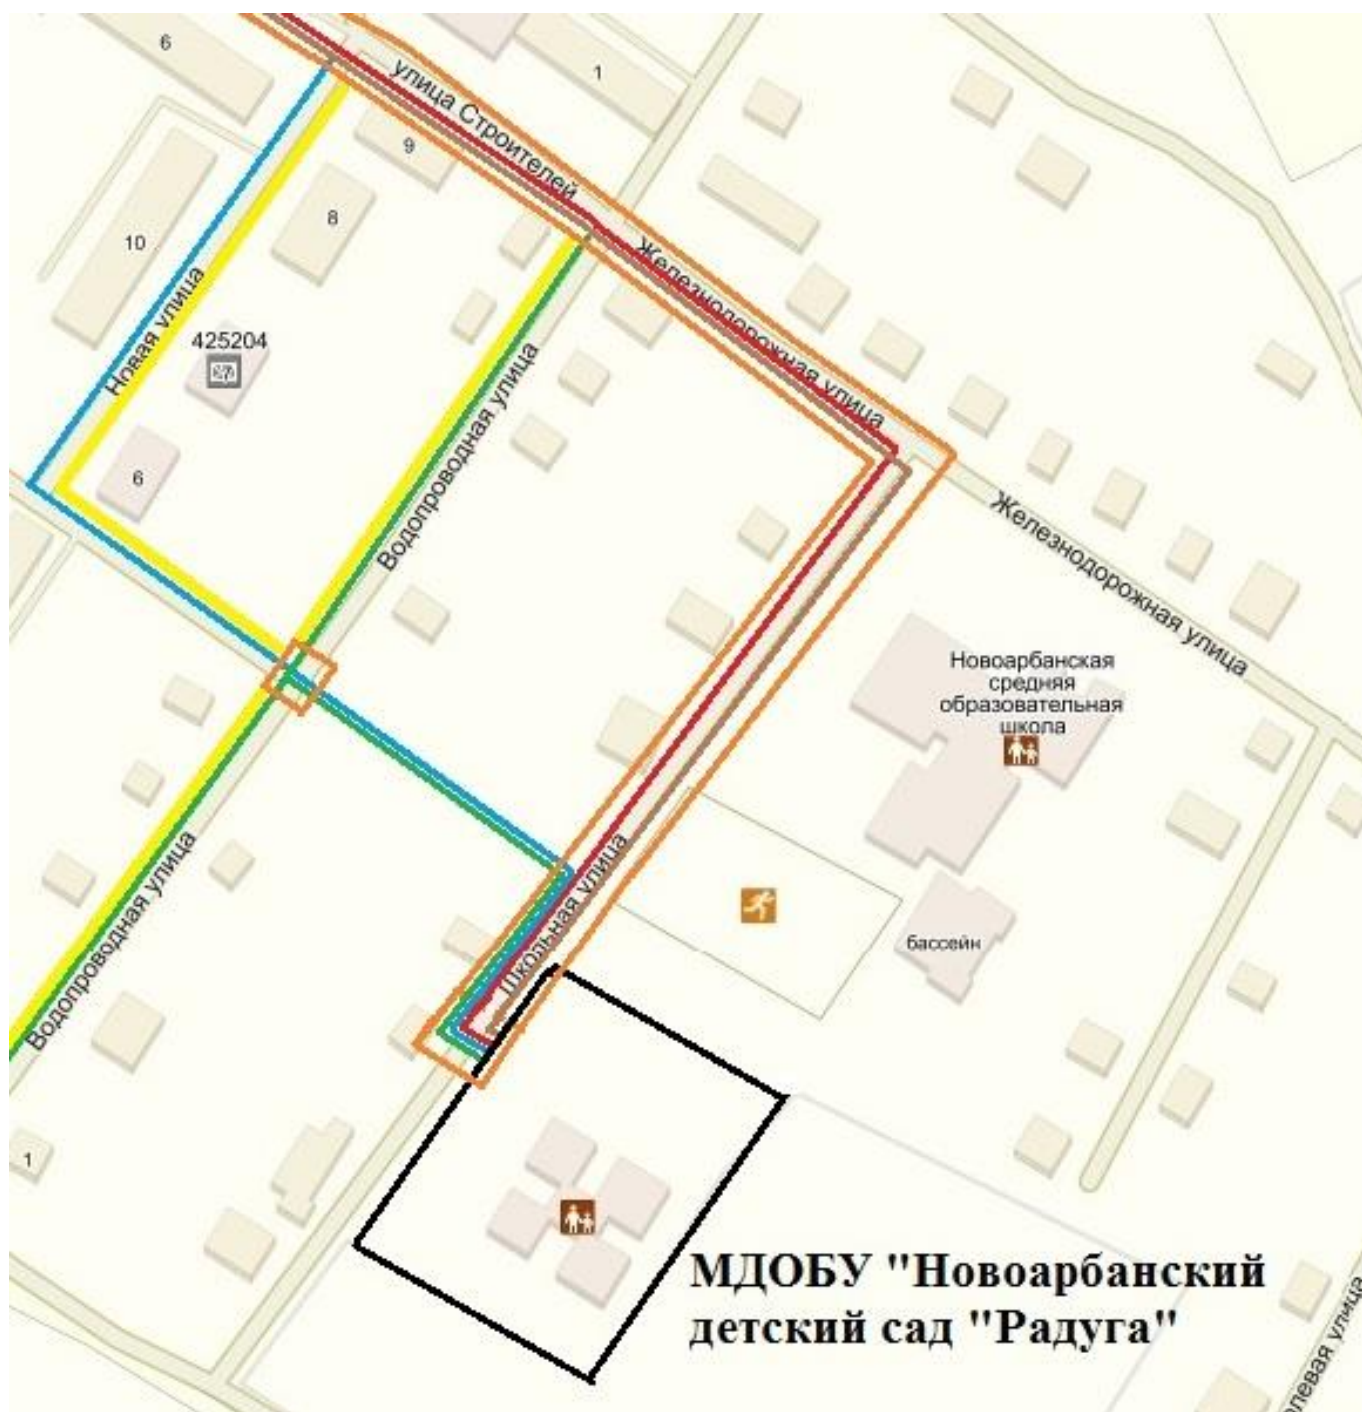 6
1
улица Строителей
9
8
10
Железнодорожная улица
Новая улица
425204
Водопроводная улица
6
Железнодорожная улица
Новоарбанская
средняя
образовательная
школа
Школьная улица
бассейн
Водопроводная улица
1
МДОБУ "Новоарбанский
детский сад "Радуга"
улица